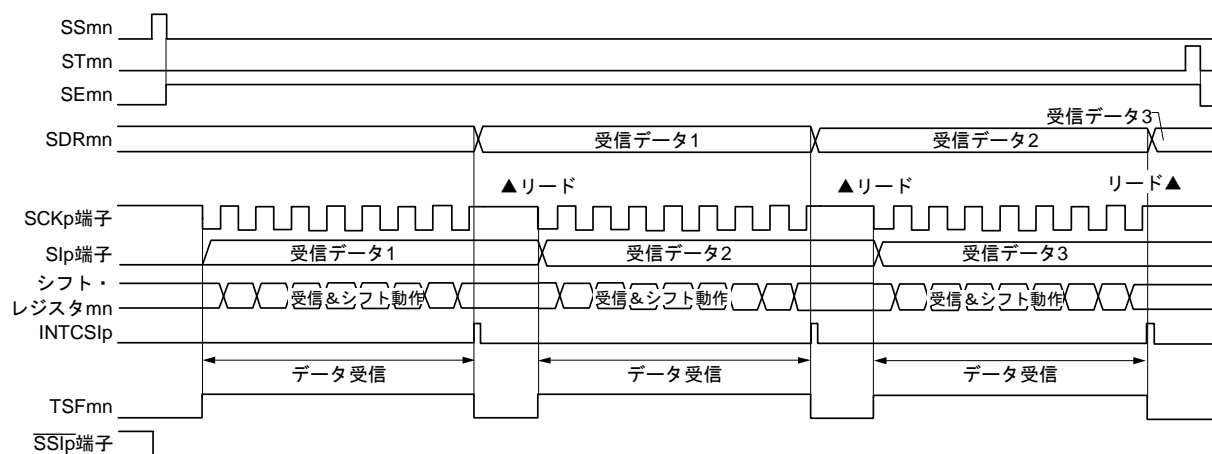 SSmn
STmn
SEmn
受信データ3
SDRmn
受信データ1
受信データ2
▲リード
▲リード
リード▲
SCKp端子
SIp端子
受信データ1
受信データ2
受信データ3
シフト・
レジスタmn
受信&シフト動作
受信&シフト動作
受信&シフト動作
INTCSIp
データ受信
データ受信
データ受信
TSFmn
SSIp端子